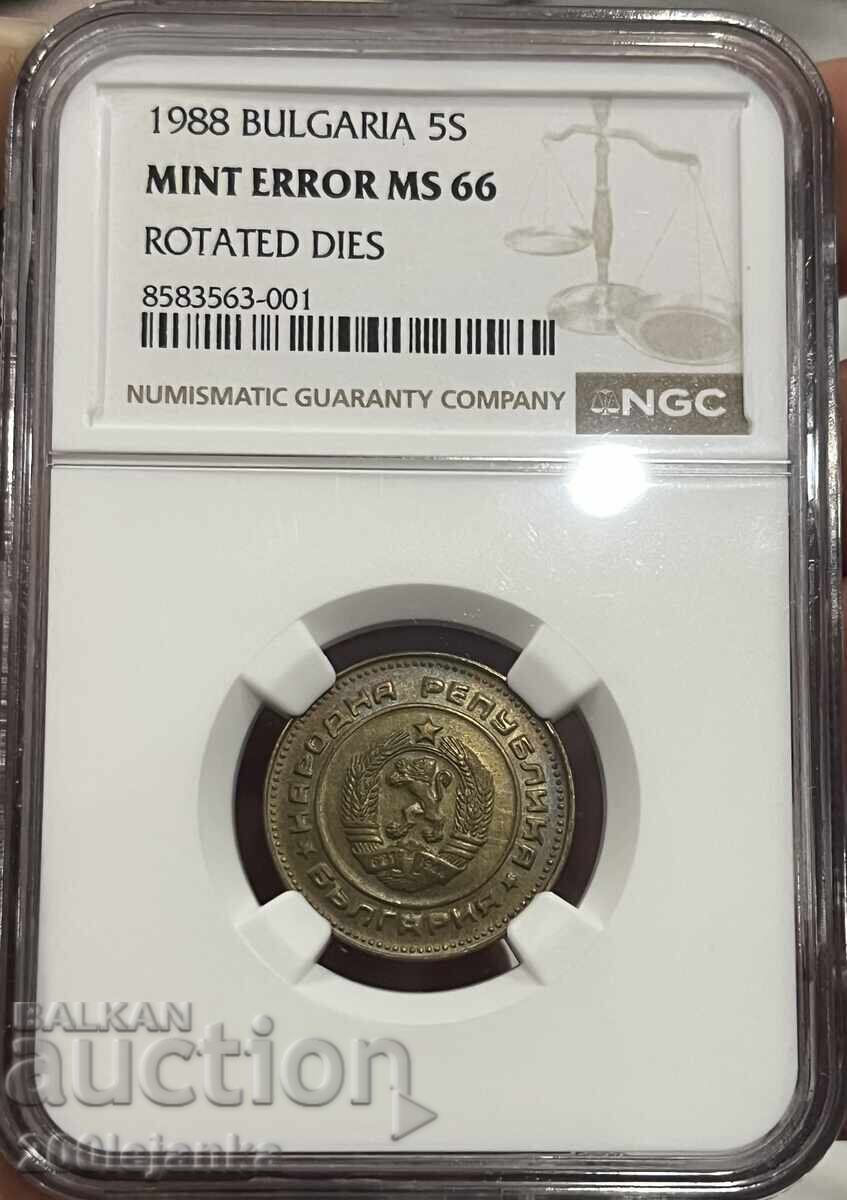 1988 BULGARIA 5S
MINT ERROR MS 66
ROTATED DIES
8583563-001
NUMISMATIC GUARANTY COMPANY
NGC
НАРОДНА РЕПУБЛИКА
БЪЛГАРИЯ
BALKAN
auction
200lejanka